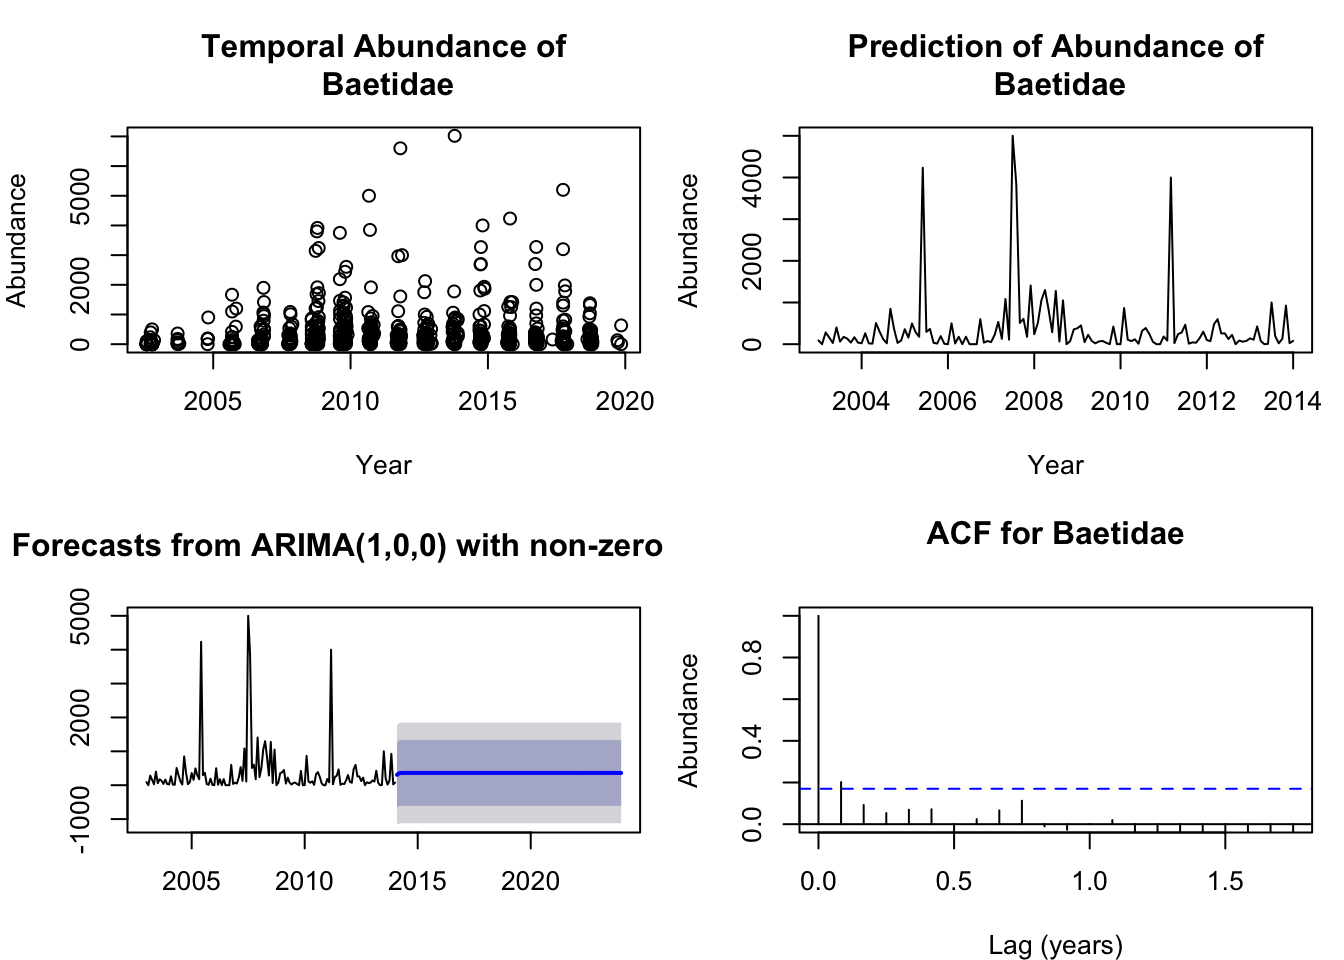 Temporal Abundance of
Baetidae
Abundance
5000
2000
0
2005
2010
2015
2020
Year
Prediction of Abundance of
Baetidae
Abundance
4000
2000
0
2004
2006
2008
2010
2012
2014
Year
Forecasts from ARIMA(1,0,0) with non-zero
5000
2000
-1000
2005
2010
2015
2020
ACF for Baetidae
Abundance
0.8
0.4
0.0
0.0
0.5
1.0
1.5
Lag (years)